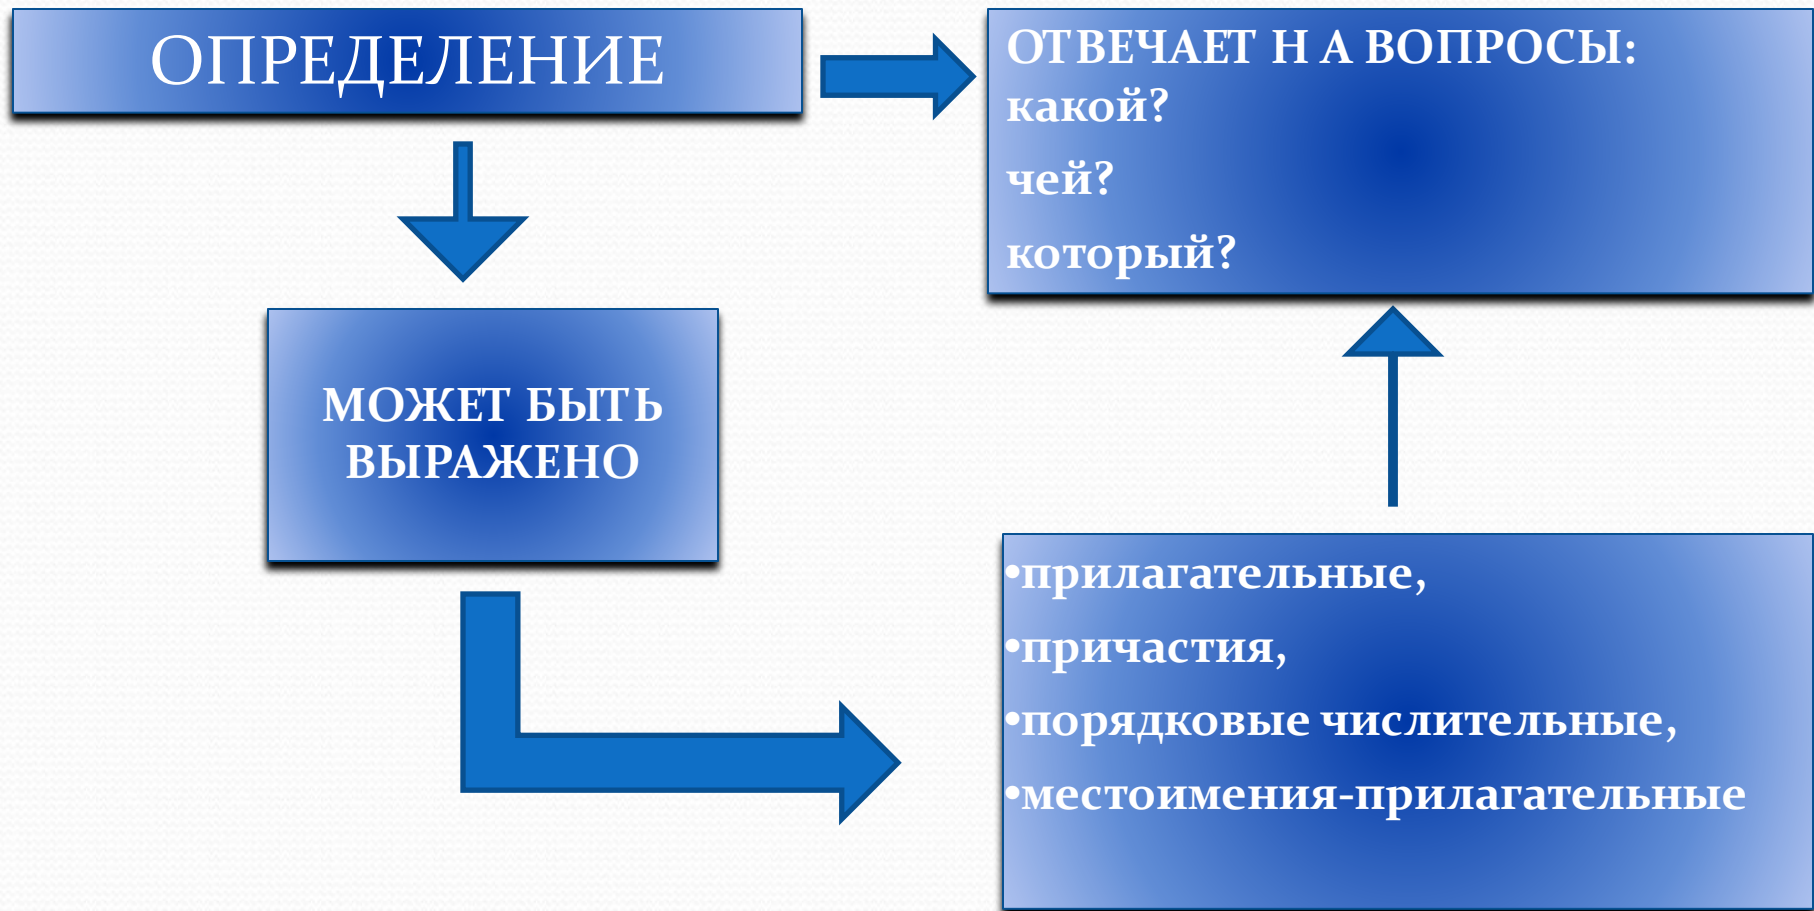 ОПРЕДЕЛЕНИЕ
ОТВЕЧАЕТ Н А ВОПРОСЫ:
какой?
чей?
который?
МОЖЕТ БЫТЬ
ВЫРАЖЕНО
•прилагательные,
•причастия,
•порядковые числительные,
•местоимения-прилагательные